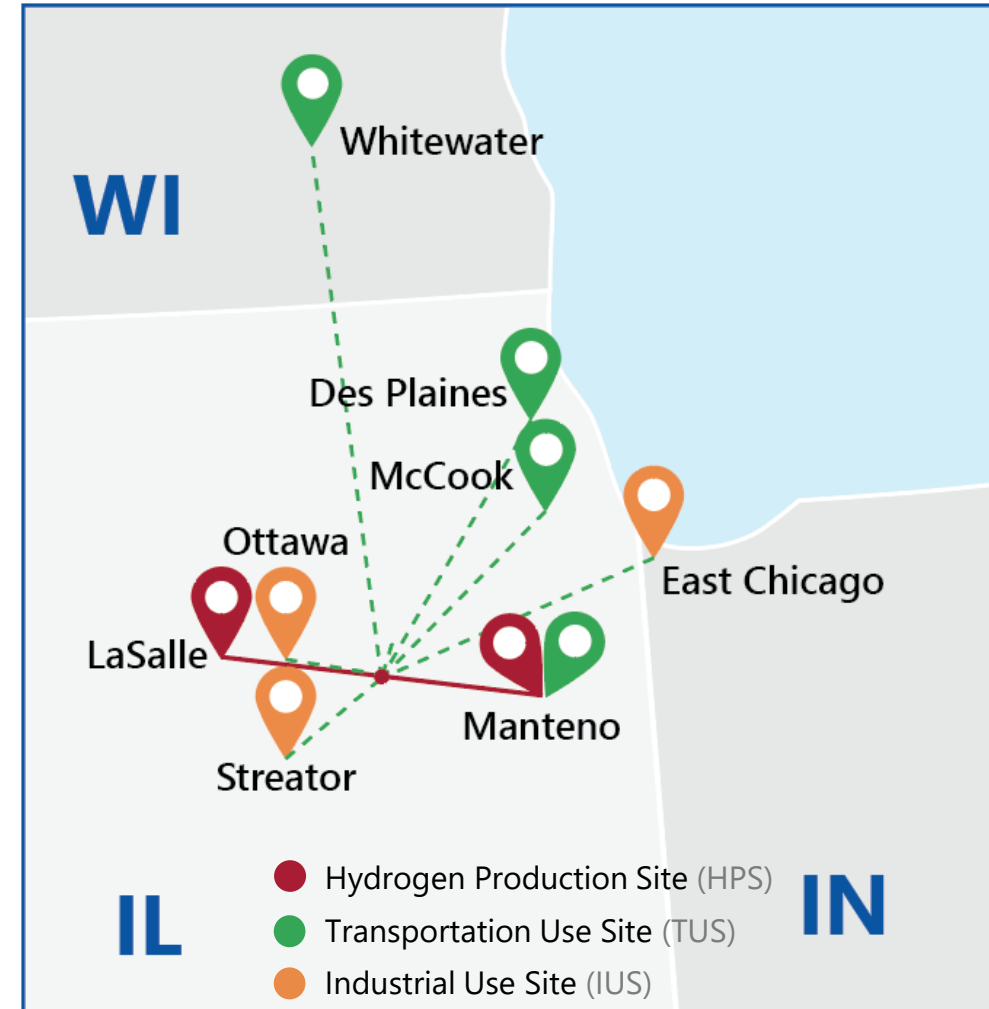 Whitewater
WI
Des Plaines
McCook
Ottawa
East Chicago
LaSalle
Manteno
Streator
IL
Hydrogen Production Site (HPS)
Transportation Use Site (TUS)
Industrial Use Site (IUS)
IN